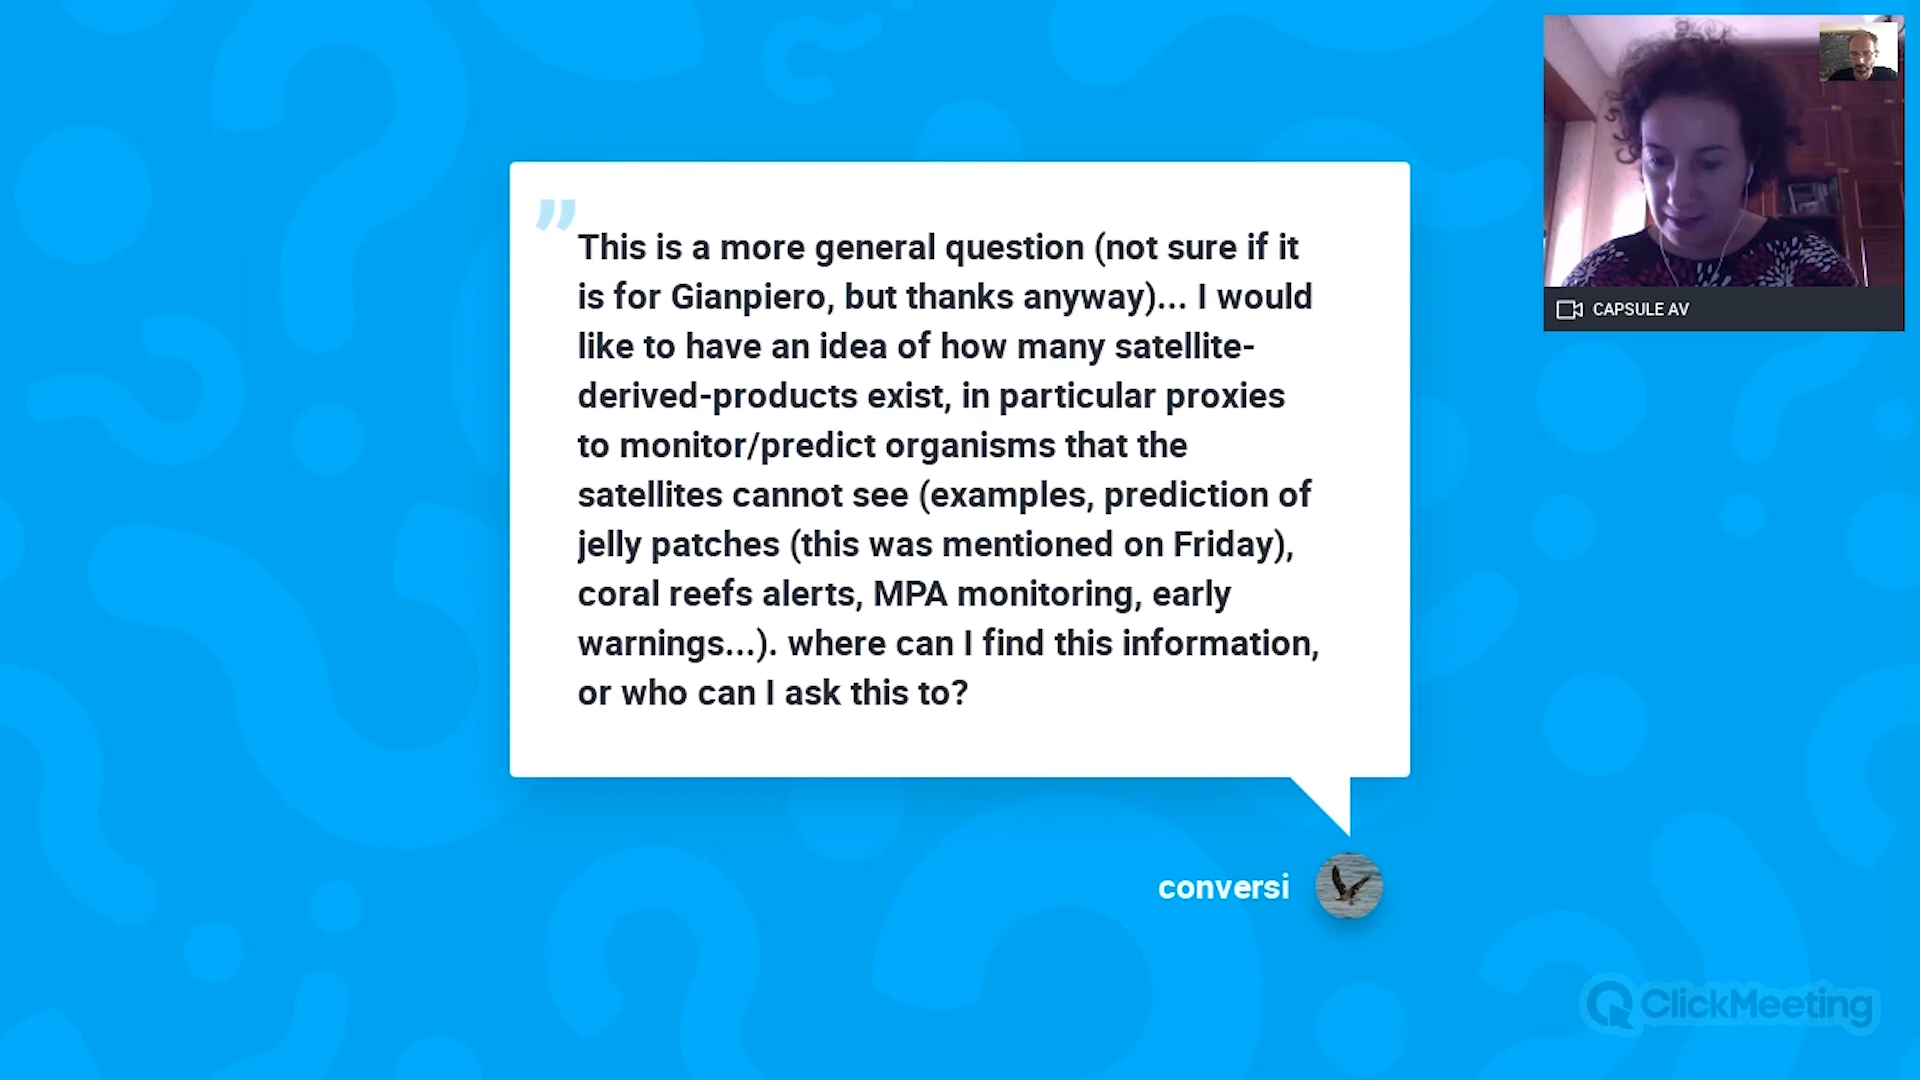 This is a more general question (not sure if it
is for Gianpiero, but thanks anyway)... I would
like to have an idea of how many satellite-
derived-products exist, in particular proxies
to monitor/predict organisms that the
satellites cannot see (examples, prediction of
jelly patches (this was mentioned on Friday),
coral reefs alerts, MPA monitoring, early
warnings...). where can I find this information,
or who can I ask this to?
conversi
CAPSULE AV
ClickMeeting